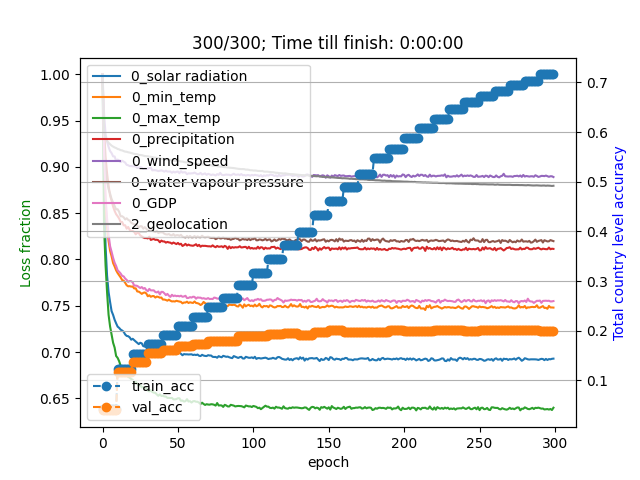 300/300; Time till finish: 0:00:00
1.00
0.95
0.90
0.85
0.80
0.75
0.70
0.65
Loss fraction
0_solar radiation
0_min_temp
0_max_temp
0_precipitation
0_wind_speed
0_water vapour pressure
0_GDP
2_geolocation
train_acc
val_acc
0.7
0.6
0.5
0.4
0.3
0.2
0.1
Total country level accuracy
0 50 100 150 200 250 300
epoch